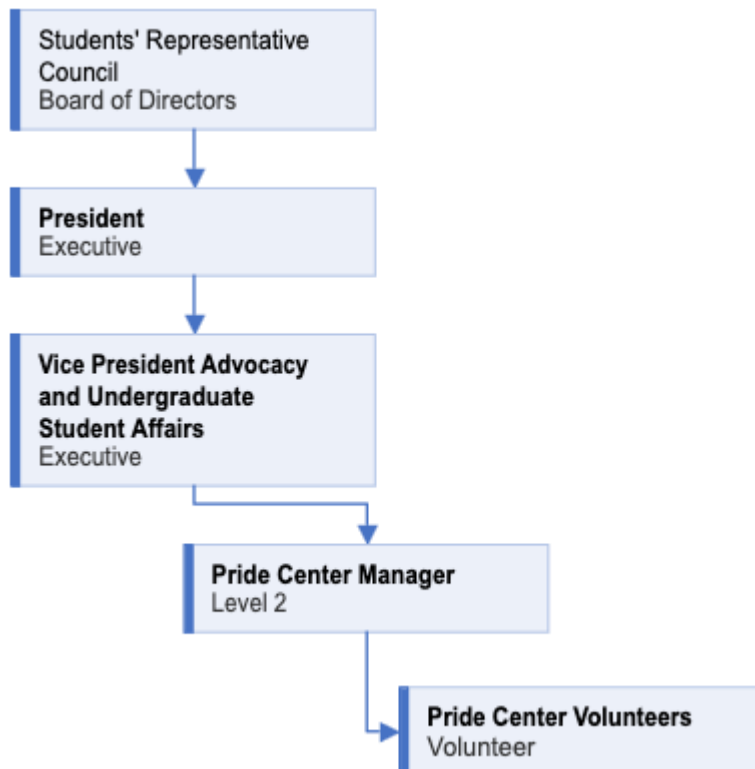 Students' Representative
Council
Board of Directors
President
Executive
Vice President Advocacy
and Undergraduate
Student Affairs
Executive
Pride Center Manager
Level 2
Pride Center Volunteers
Volunteer